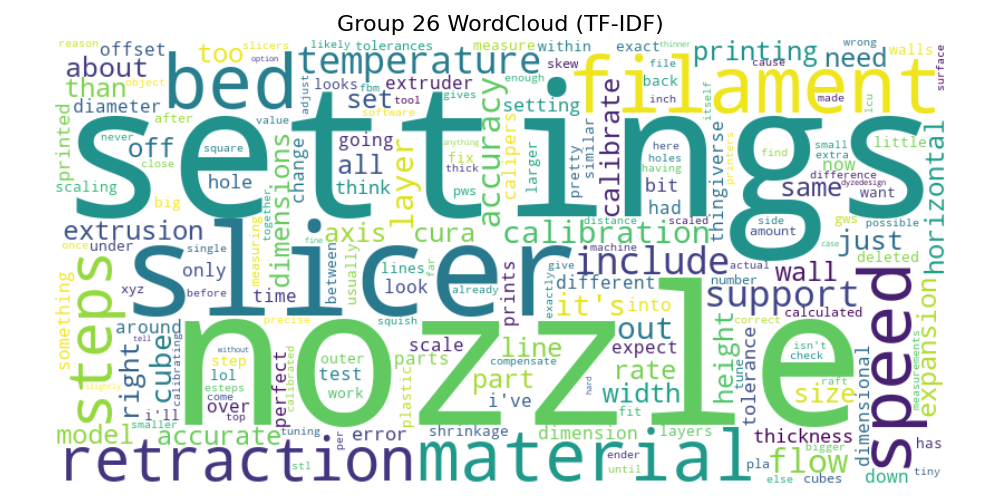 Group 26 WordCloud (TF-IDF)
reason offset too likely tolerances measure within exact thinner wrong
slicers skew file printing need walls
about temperature looks fbm extruder back cause surface
than option set tool gives enough setting inch made icu
object bed adjust software filament
diameter after value going anything
printed never off square change all fix layer accuracy calipers larger pretty similar calibrate here holes having itself thingiverse printers find small extra now little
close hole think pws bit had same difference dyzedesign want
scaling settings
big dimensions together distance scaled side amount gws possible horizontal
extrusion fine axis cura calibration machine case just deleted
once under single measuring between usually lines far slicer include actual number wall
something xyz only before time look already prints exactly give different it's into support calculated
steps around without squish precise scale line out height correct isn't check speed expansion
right cube tell calibrating step outer parts compensate expect rate tolerance tune measurements
lol test plastic part hard width raft size dimensional
slightly esteps calibrated work i've fit
i'll come perfect nozzle
smaller over top
model accurate tuning per error shrinkage dimension layers thickness bigger has
stl retraction ender until material pla flow down tiny
else cubes